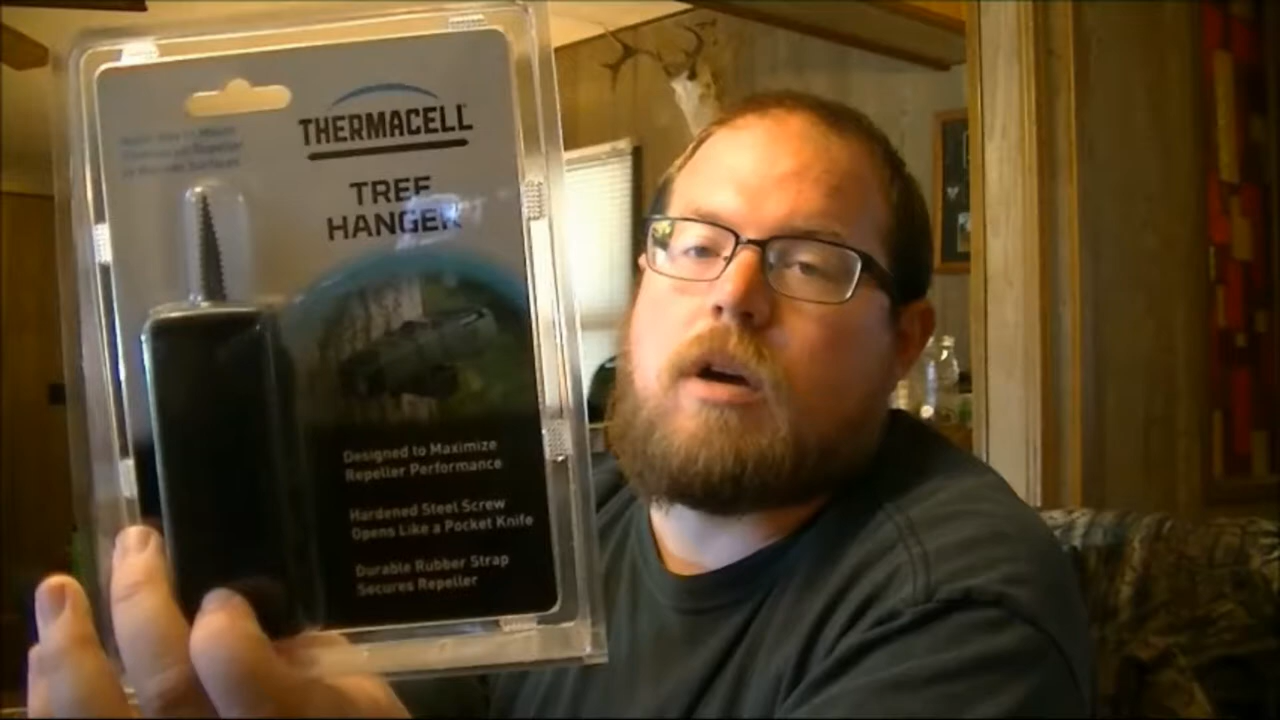 THERMACELL
TREE
HANGER
Designed to Maximize
Repeller Performance
Hardened Steel Screw
Opens Like a Pocket Knife
Durable Rubber Strap
Secures Repeller